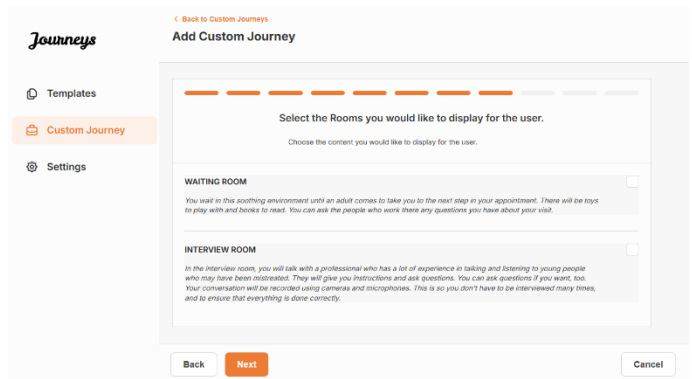 Journeys
Templates
Custom Journey
Settings
< Back to Custom Journeys
Add Custom Journey
Select the Rooms you would like to display for the user.
Choose the content you would like to display for the user.
WAITING ROOM
You wait in this soothing environment until an adult comes to take you to the next step in your appointment. There will be toys
to play with and books to read. You can ask the people who work there any questions you have about your visit.
INTERVIEW ROOM
In the interview room, you will talk with a professional who has a lot of experience in talking and listening to young people
who may have been mistreated. They will give you instructions and ask questions. You can ask questions if you want, too.
Your conversation will be recorded using cameras and microphones. This is so you don't have to be interviewed many times,
and to ensure that everything is done correctly.
Back
Next
Cancel